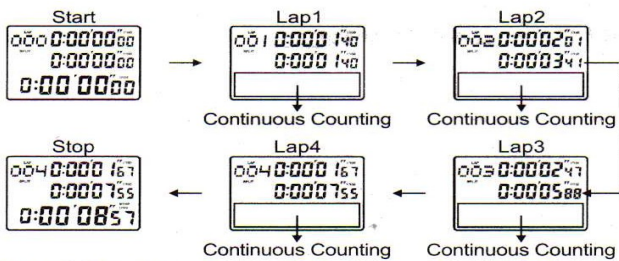 Start
000 0:00'00"00
0:00'00"00
0:00'00"00
Lap1
001 0:00'01"40
0:00'01"40
Continuous Counting
Lap2
002 0:00'02"01
0:00'03"41
Continuous Counting
Lap3
003 0:00'02"47
0:00'05"88
Continuous Counting
Lap4
004 0:00'01"67
0:00'07"55
Continuous Counting
Stop
004 0:00'01"67
0:00'07"55
0:00'08"57